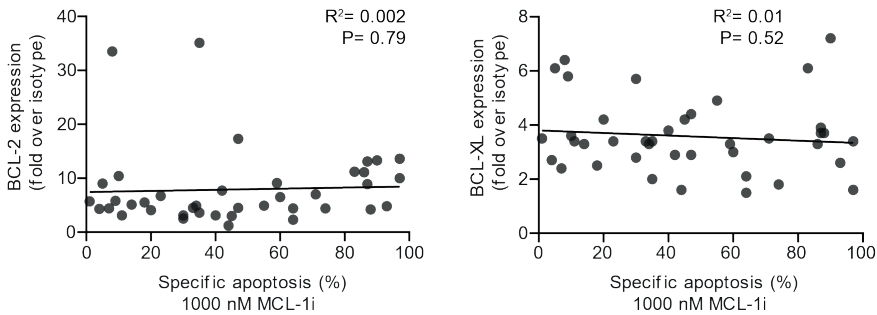 R²= 0.002
P= 0.79
BCL-2 expression
(fold over isotype)
40
30
20
10
0
0 20 40 60 80 100
Specific apoptosis (%)
1000 nM MCL-1i
R²= 0.01
P= 0.52
BCL-XL expression
(fold over isotype)
8
6
4
2
0
0 20 40 60 80 100
Specific apoptosis (%)
1000 nM MCL-1i